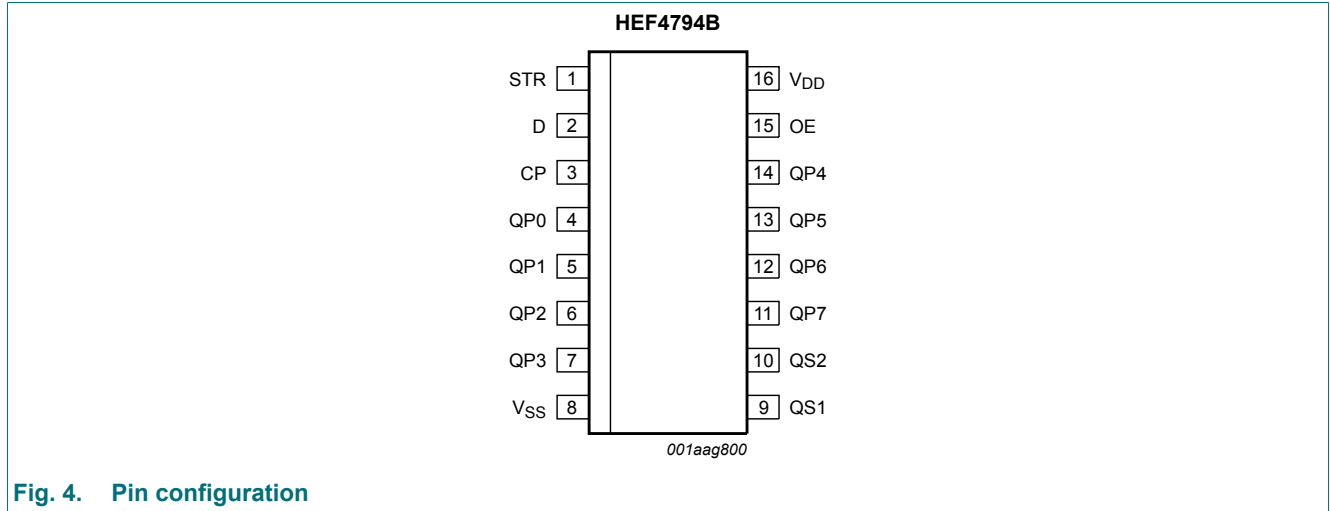 HEF4794B
STR 1 16 VDD
D 2 15 OE
CP 3 14 QP4
QP0 4 13 QP5
QP1 5 12 QP6
QP2 6 11 QP7
QP3 7 10 QS2
VSS 8 9 QS1
001aag800
Fig. 4. Pin configuration